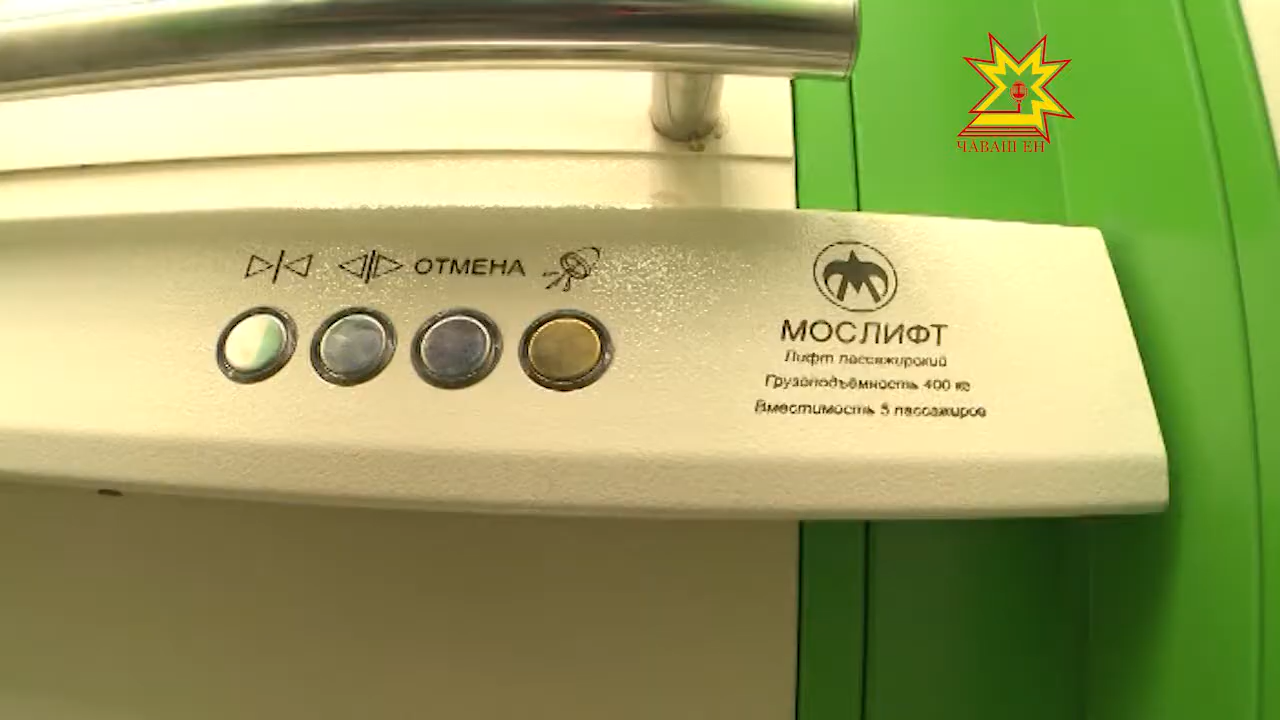 ЧАВАШ ЕН
ОТМЕНА
МОСЛИФТ
Лифт пассажирский
Грузоподъёмность 400 кг
Вместимость 5 пассажиров